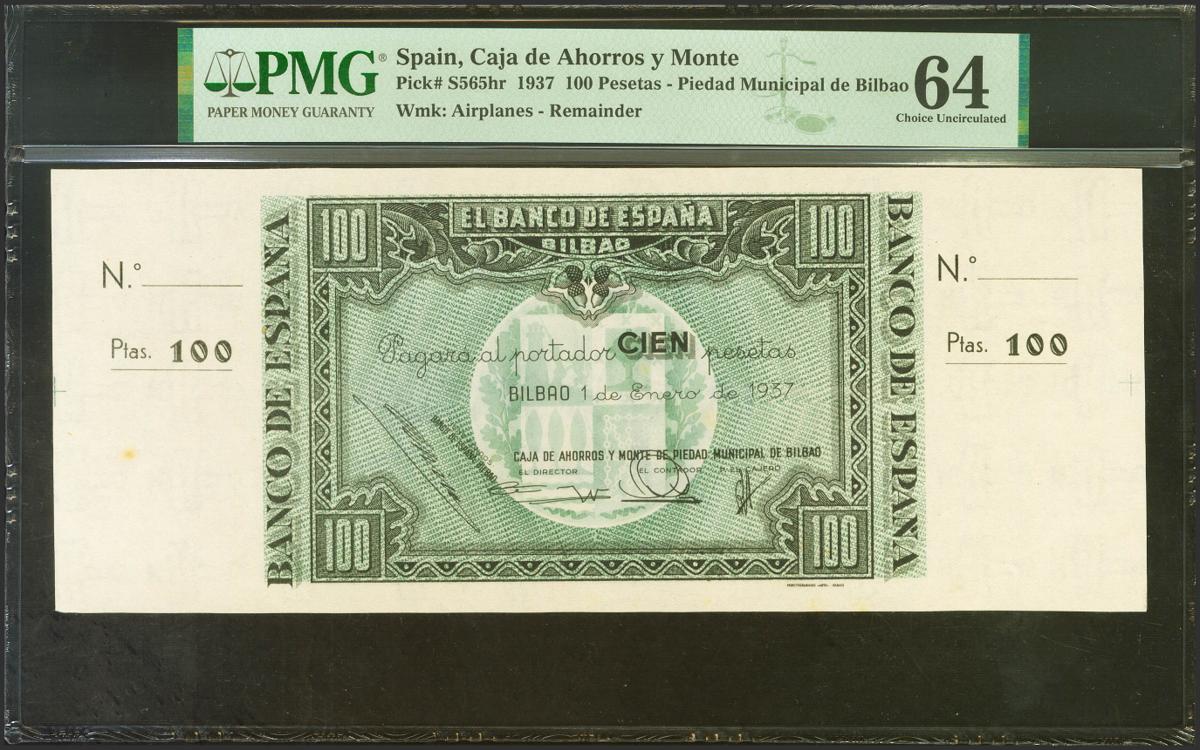 PMG®
PAPER MONEY GUARANTY
Spain, Caja de Ahorros y Monte
Pick# S565hr 1937 100 Pesetas - Piedad Municipal de Bilbao
Wmk: Airplanes - Remainder
64
Choice Uncirculated
N.º
Ptas. 100
BANCO DE ESPAÑA
100
EL BANCO DE ESPAÑA
BILBAO
100
Pagará al portador CIEN pesetas
BILBAO 1 de Enero de 1937
CAJA DE AHORROS Y MONTE DE PIEDAD MUNICIPAL DE BILBAO
EL DIRECTOR EL CONTADOR P. EL CAJERO
100
100
BANCO DE ESPAÑA
N.º
Ptas. 100